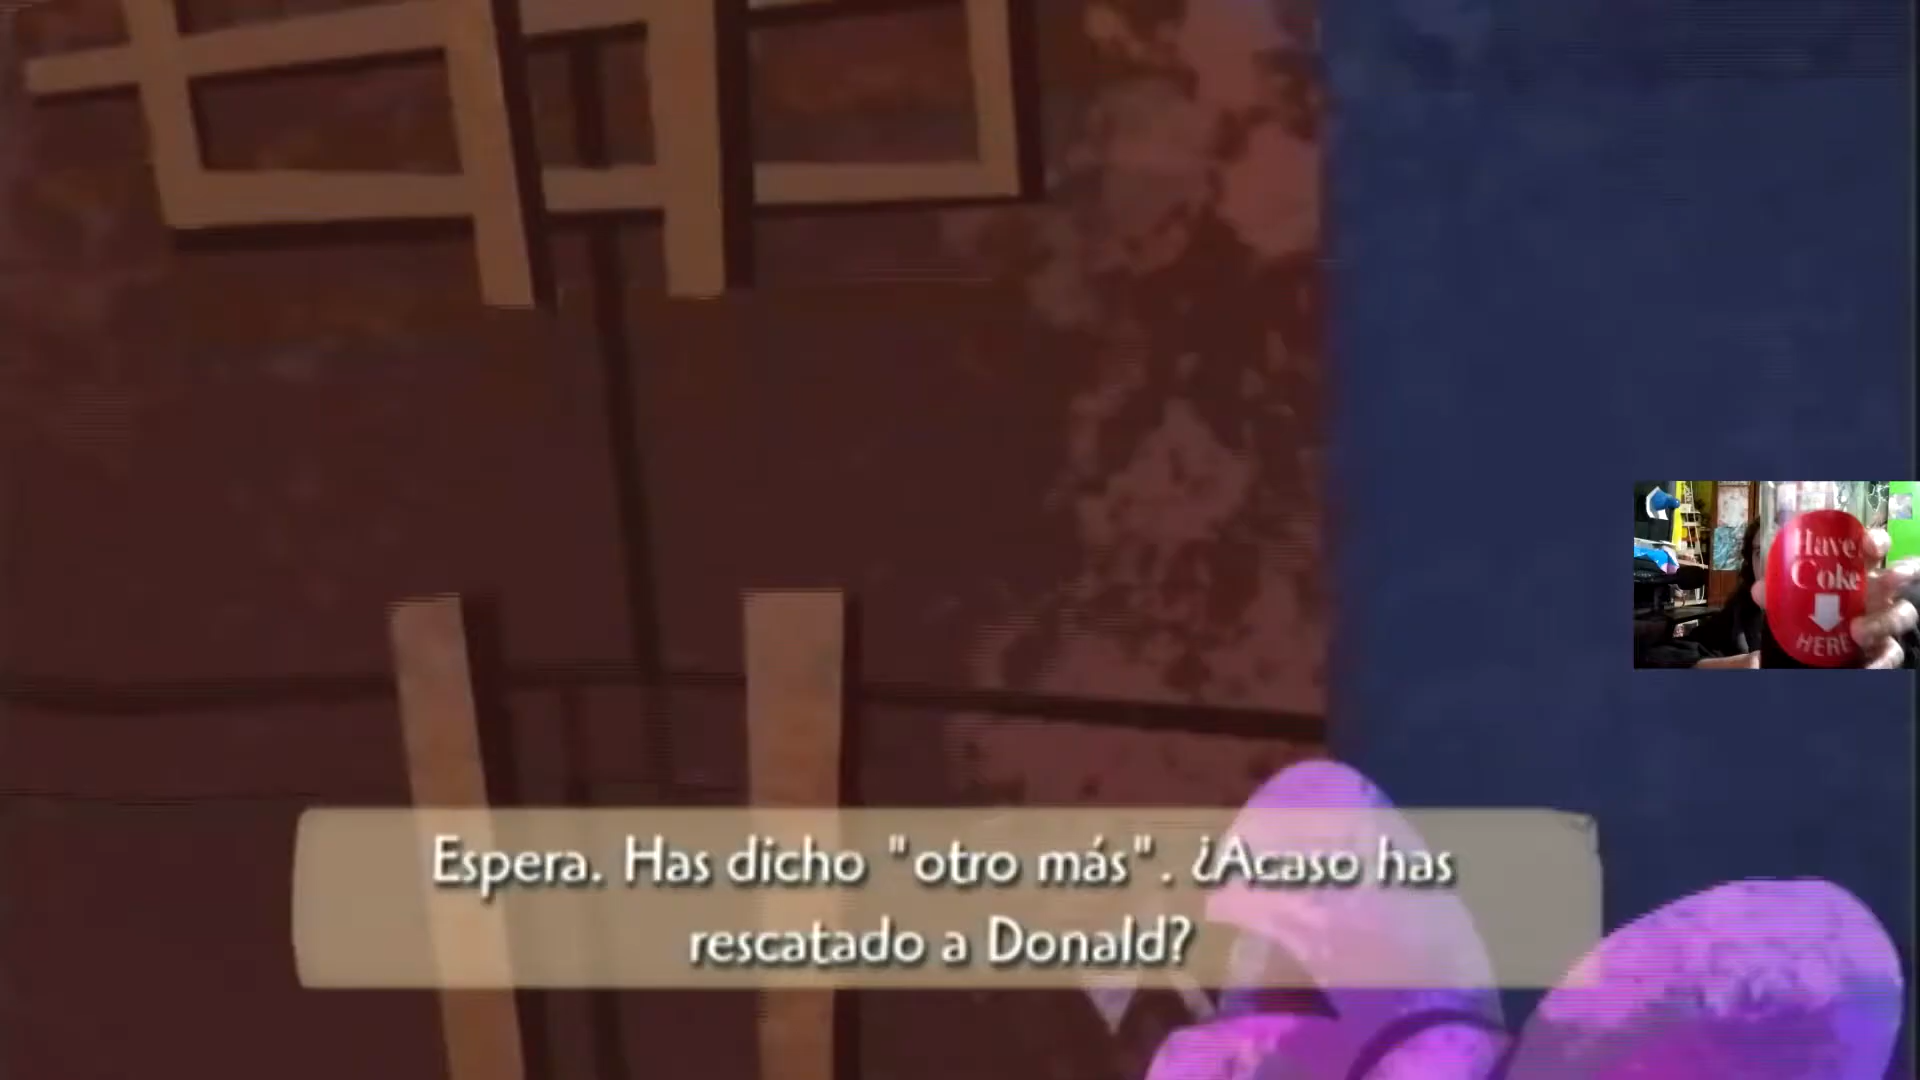 Espera. Has dicho "otro más". ¿Acaso has
rescatado a Donald?
Have
Coke
HERE